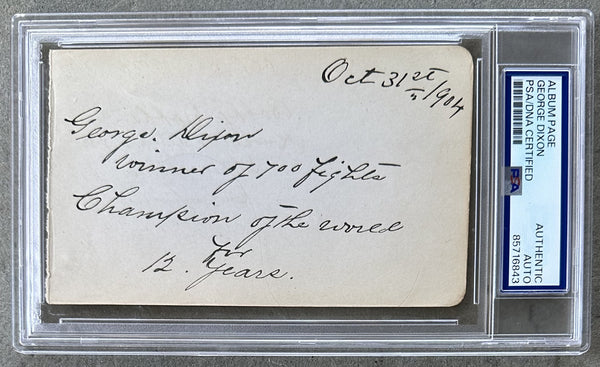 Oct 31st/1904
George. Dixon
winner of 700 fights
Champion of the world
for
12. Years.
ALBUM PAGE
GEORGE DIXON
PSA/DNA CERTIFIED
PSA
AUTHENTIC
AUTO
85716843